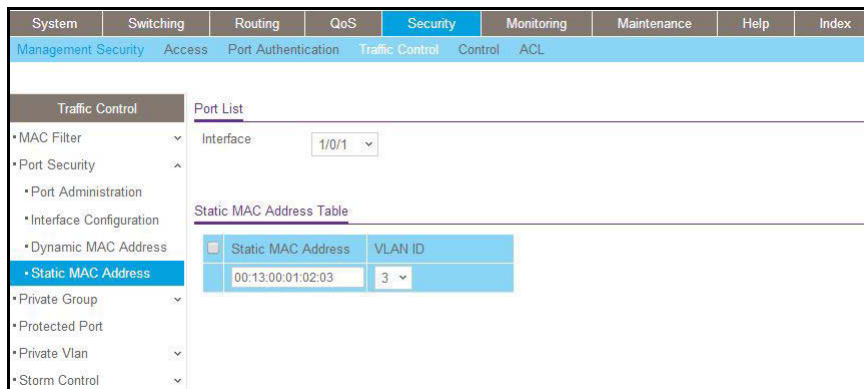 System Switching Routing QoS Security Monitoring Maintenance Help Index
Management Security Access Port Authentication Traffic Control Control ACL
Traffic Control
MAC Filter
Port Security
Port Administration
Interface Configuration
Dynamic MAC Address
Static MAC Address
Private Group
Protected Port
Private Vlan
Storm Control
Port List
Interface 1/0/1
Static MAC Address Table
Static MAC Address VLAN ID
00:13:00:01:02:03 3